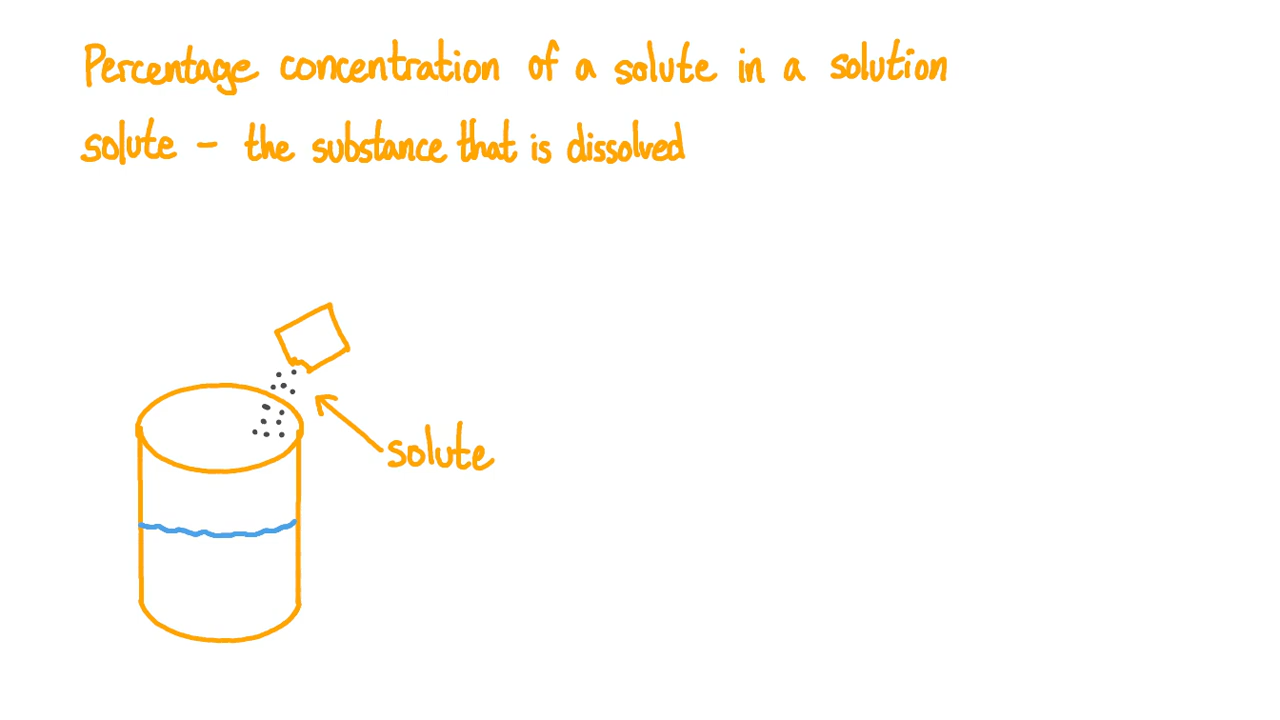 Percentage concentration of a solute in a solution
solute - the substance that is dissolved
solute